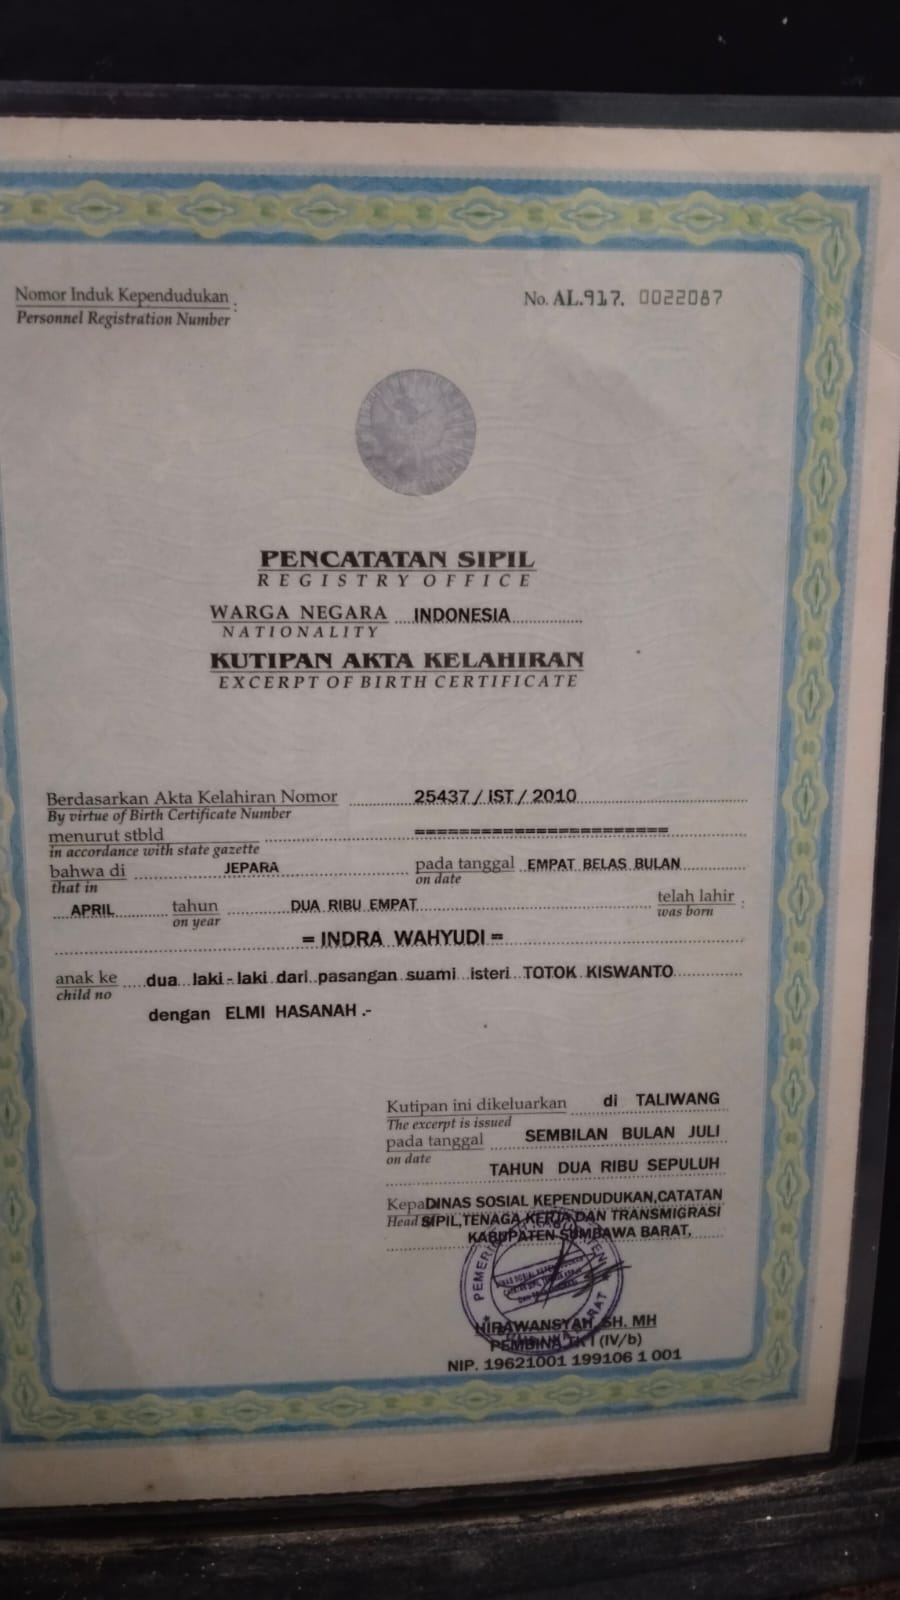 Nomor Induk Kependudukan :
Personnel Registration Number
No. AL.917. 0022087
PENCATATAN SIPIL
REGISTRY OFFICE
WARGA NEGARA INDONESIA
NATIONALITY
KUTIPAN AKTA KELAHIRAN
EXCERPT OF BIRTH CERTIFICATE
Berdasarkan Akta Kelahiran Nomor 25437 / IST / 2010
By virtue of Birth Certificate Number
menurut stbld =======================
in accordance with state gazette
bahwa di JEPARA pada tanggal EMPAT BELAS BULAN
that in on date
APRIL tahun DUA RIBU EMPAT telah lahir :
on year was born
= INDRA WAHYUDI =
anak ke dua laki - laki dari pasangan suami isteri TOTOK KISWANTO
child no
dengan ELMI HASANAH .-
Kutipan ini dikeluarkan di TALIWANG
The excerpt is issued
pada tanggal SEMBILAN BULAN JULI
on date
TAHUN DUA RIBU SEPULUH
Kepa DINAS SOSIAL KEPENDUDUKAN,CATATAN
Head SIPIL,TENAGA KERJA DAN TRANSMIGRASI
KABUPATEN SUMBAWA BARAT,
HIRAWANSYAH, SH. MH
PEMBINA TK I (IV/b)
NIP. 19621001 199106 1 001